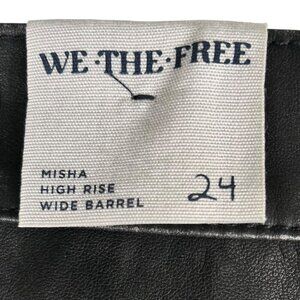 WE·THE·FREE
MISHA
HIGH RISE
WIDE BARREL
24